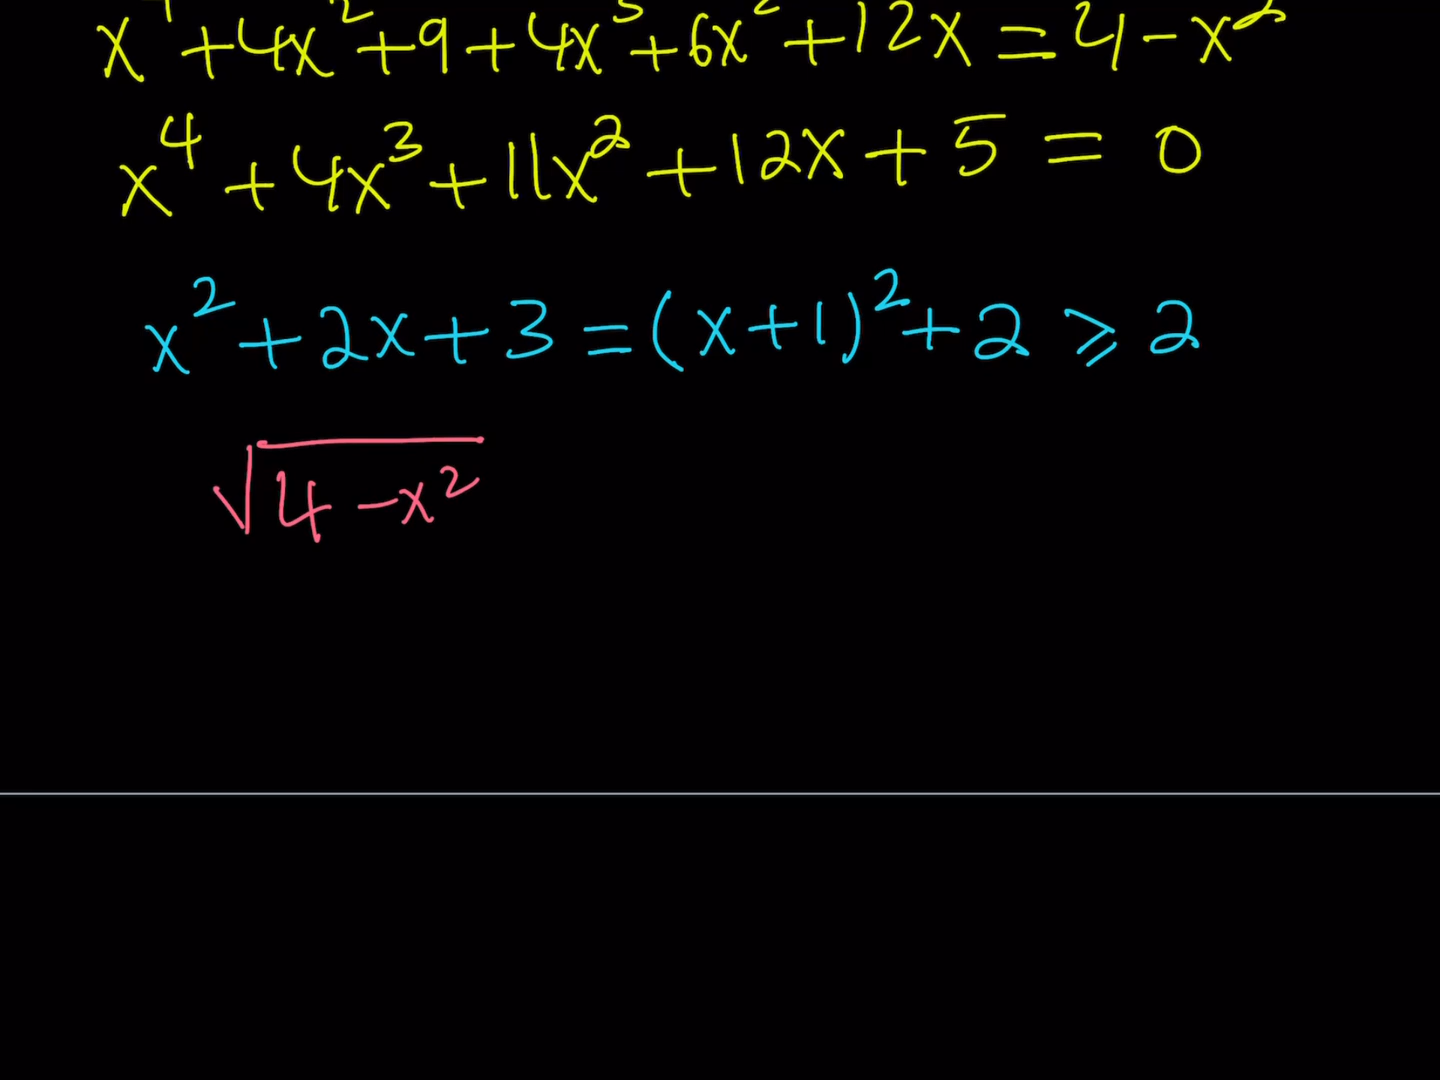 x⁴+4x²+9+4x³+6x²+12x=4-x²
x⁴+4x³+11x²+12x+5=0
x²+2x+3=(x+1)²+2⩾2
√(4-x²)